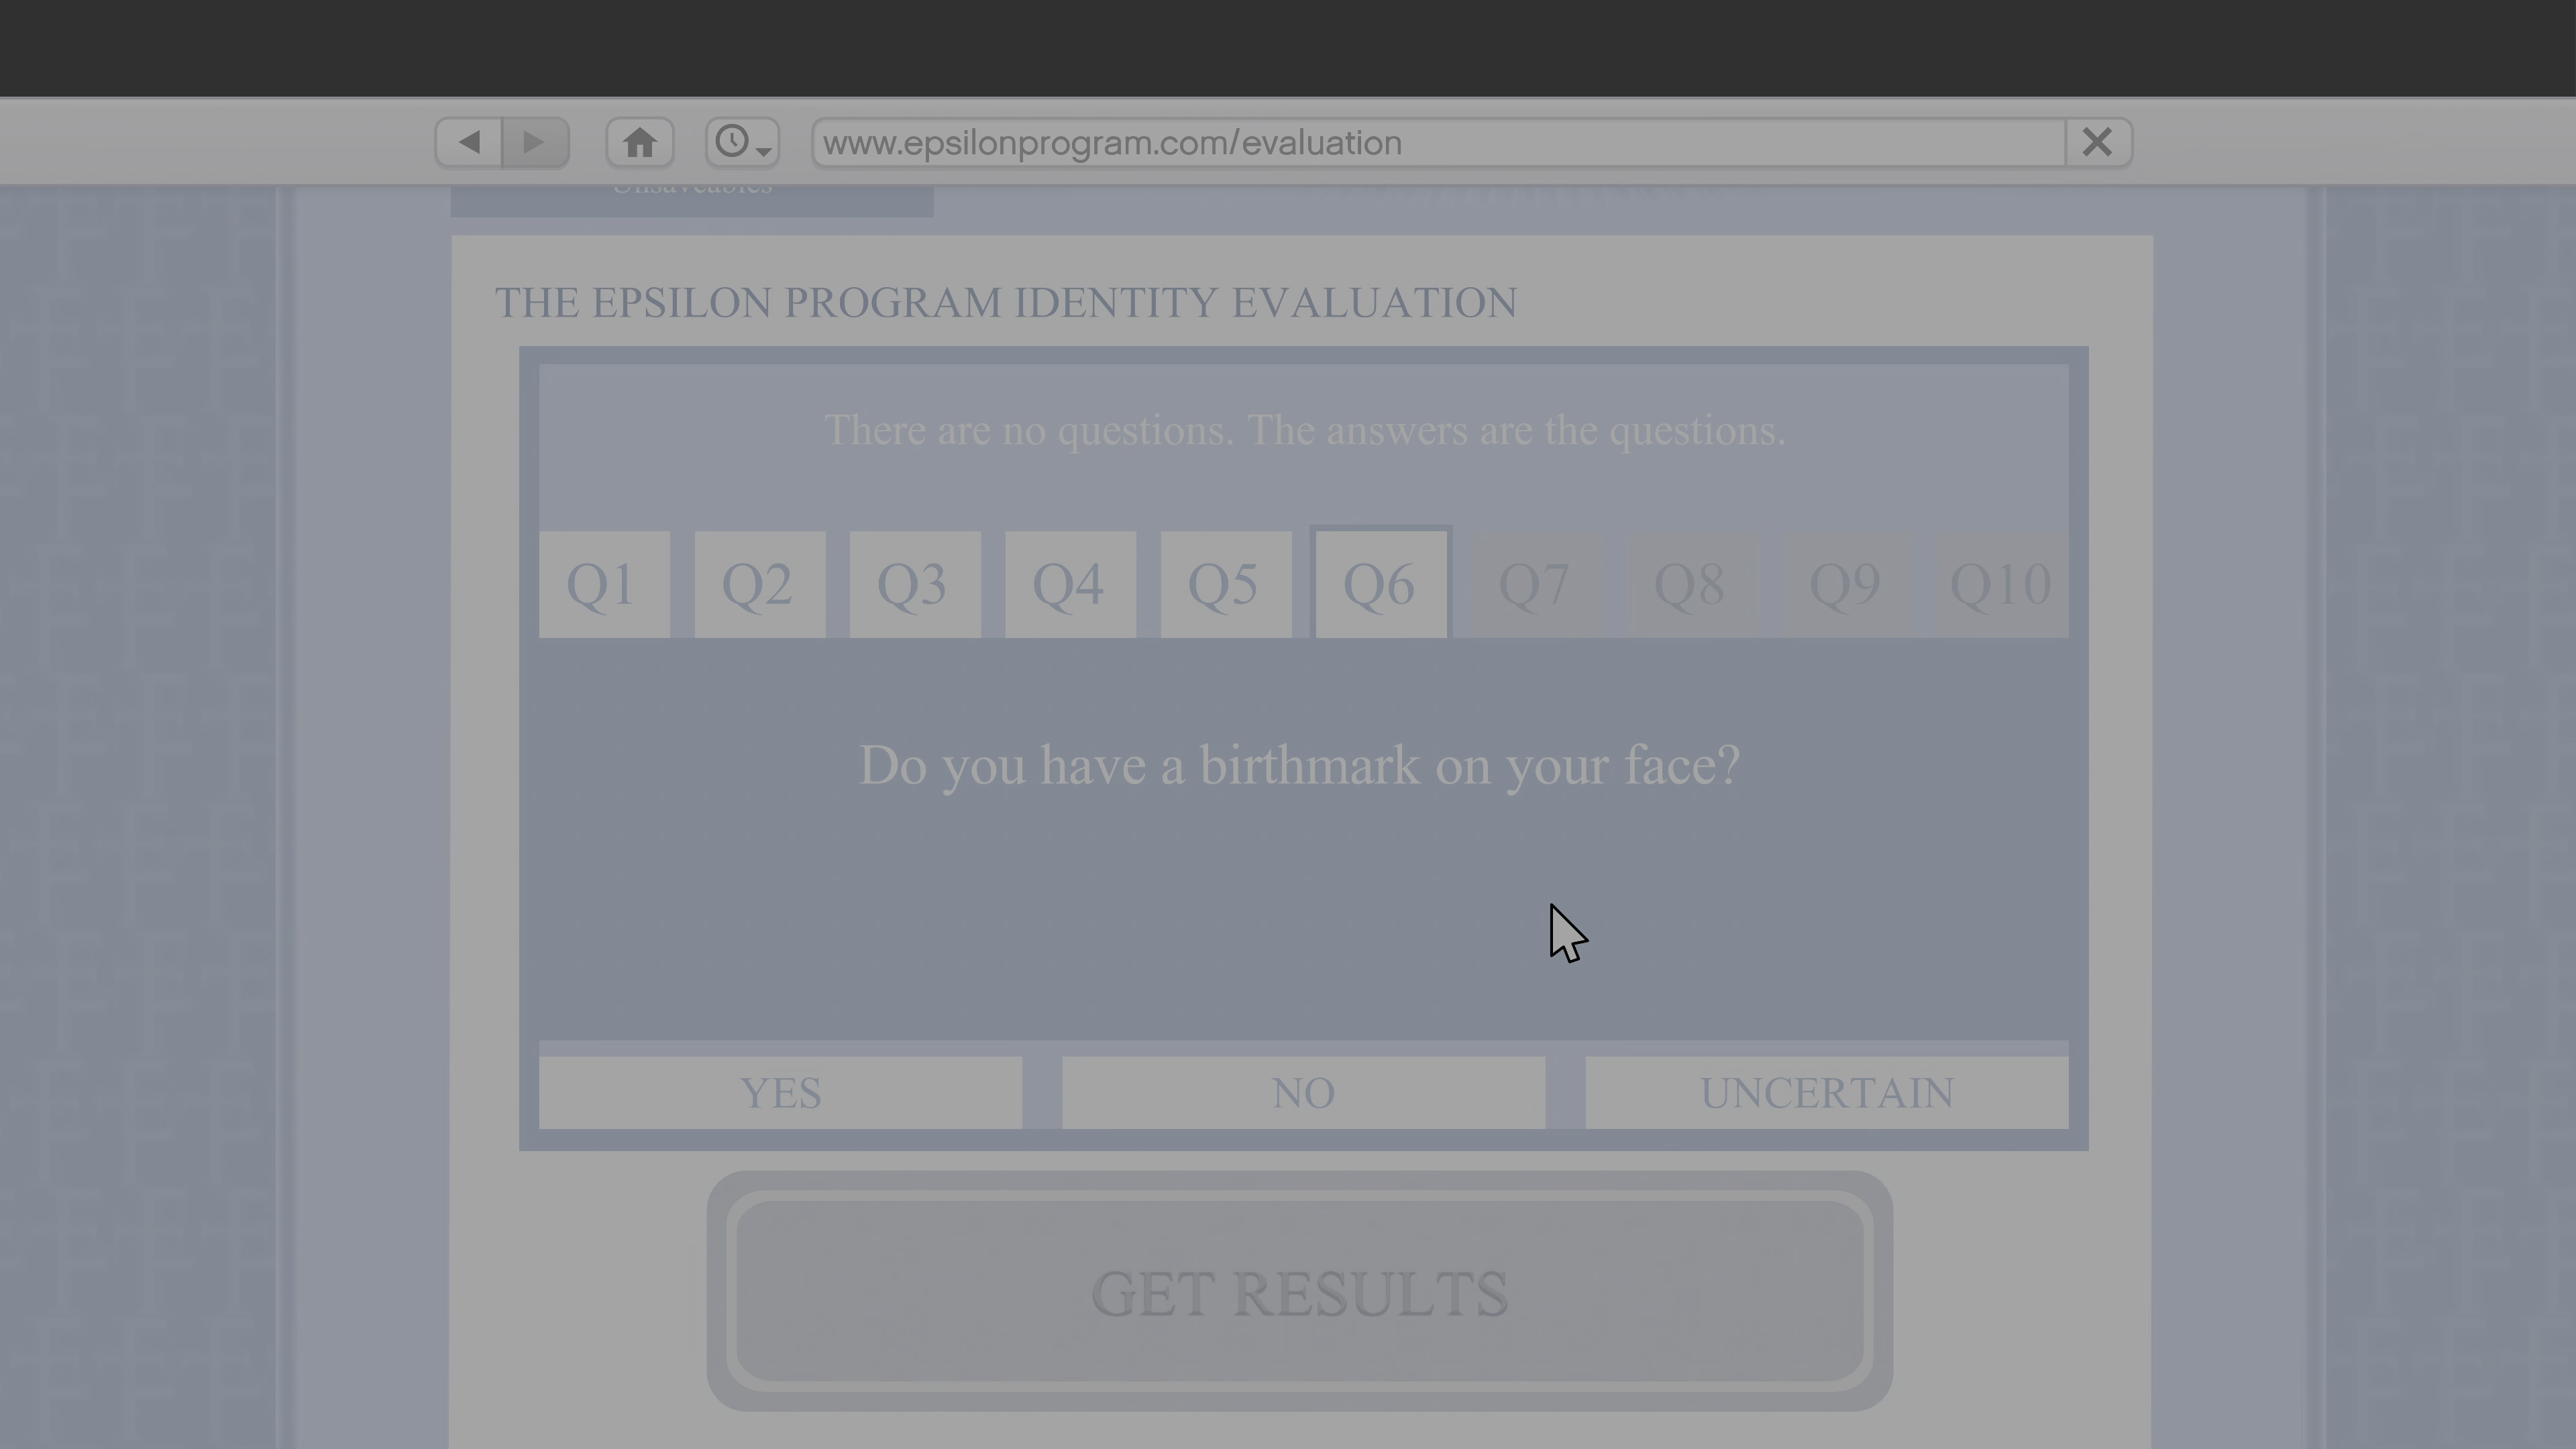 www.epsilonprogram.com/evaluation
Unsaveables
THE EPSILON PROGRAM IDENTITY EVALUATION
There are no questions. The answers are the questions.
Q1 Q2 Q3 Q4 Q5 Q6 Q7 Q8 Q9 Q10
Do you have a birthmark on your face?
YES NO UNCERTAIN
GET RESULTS